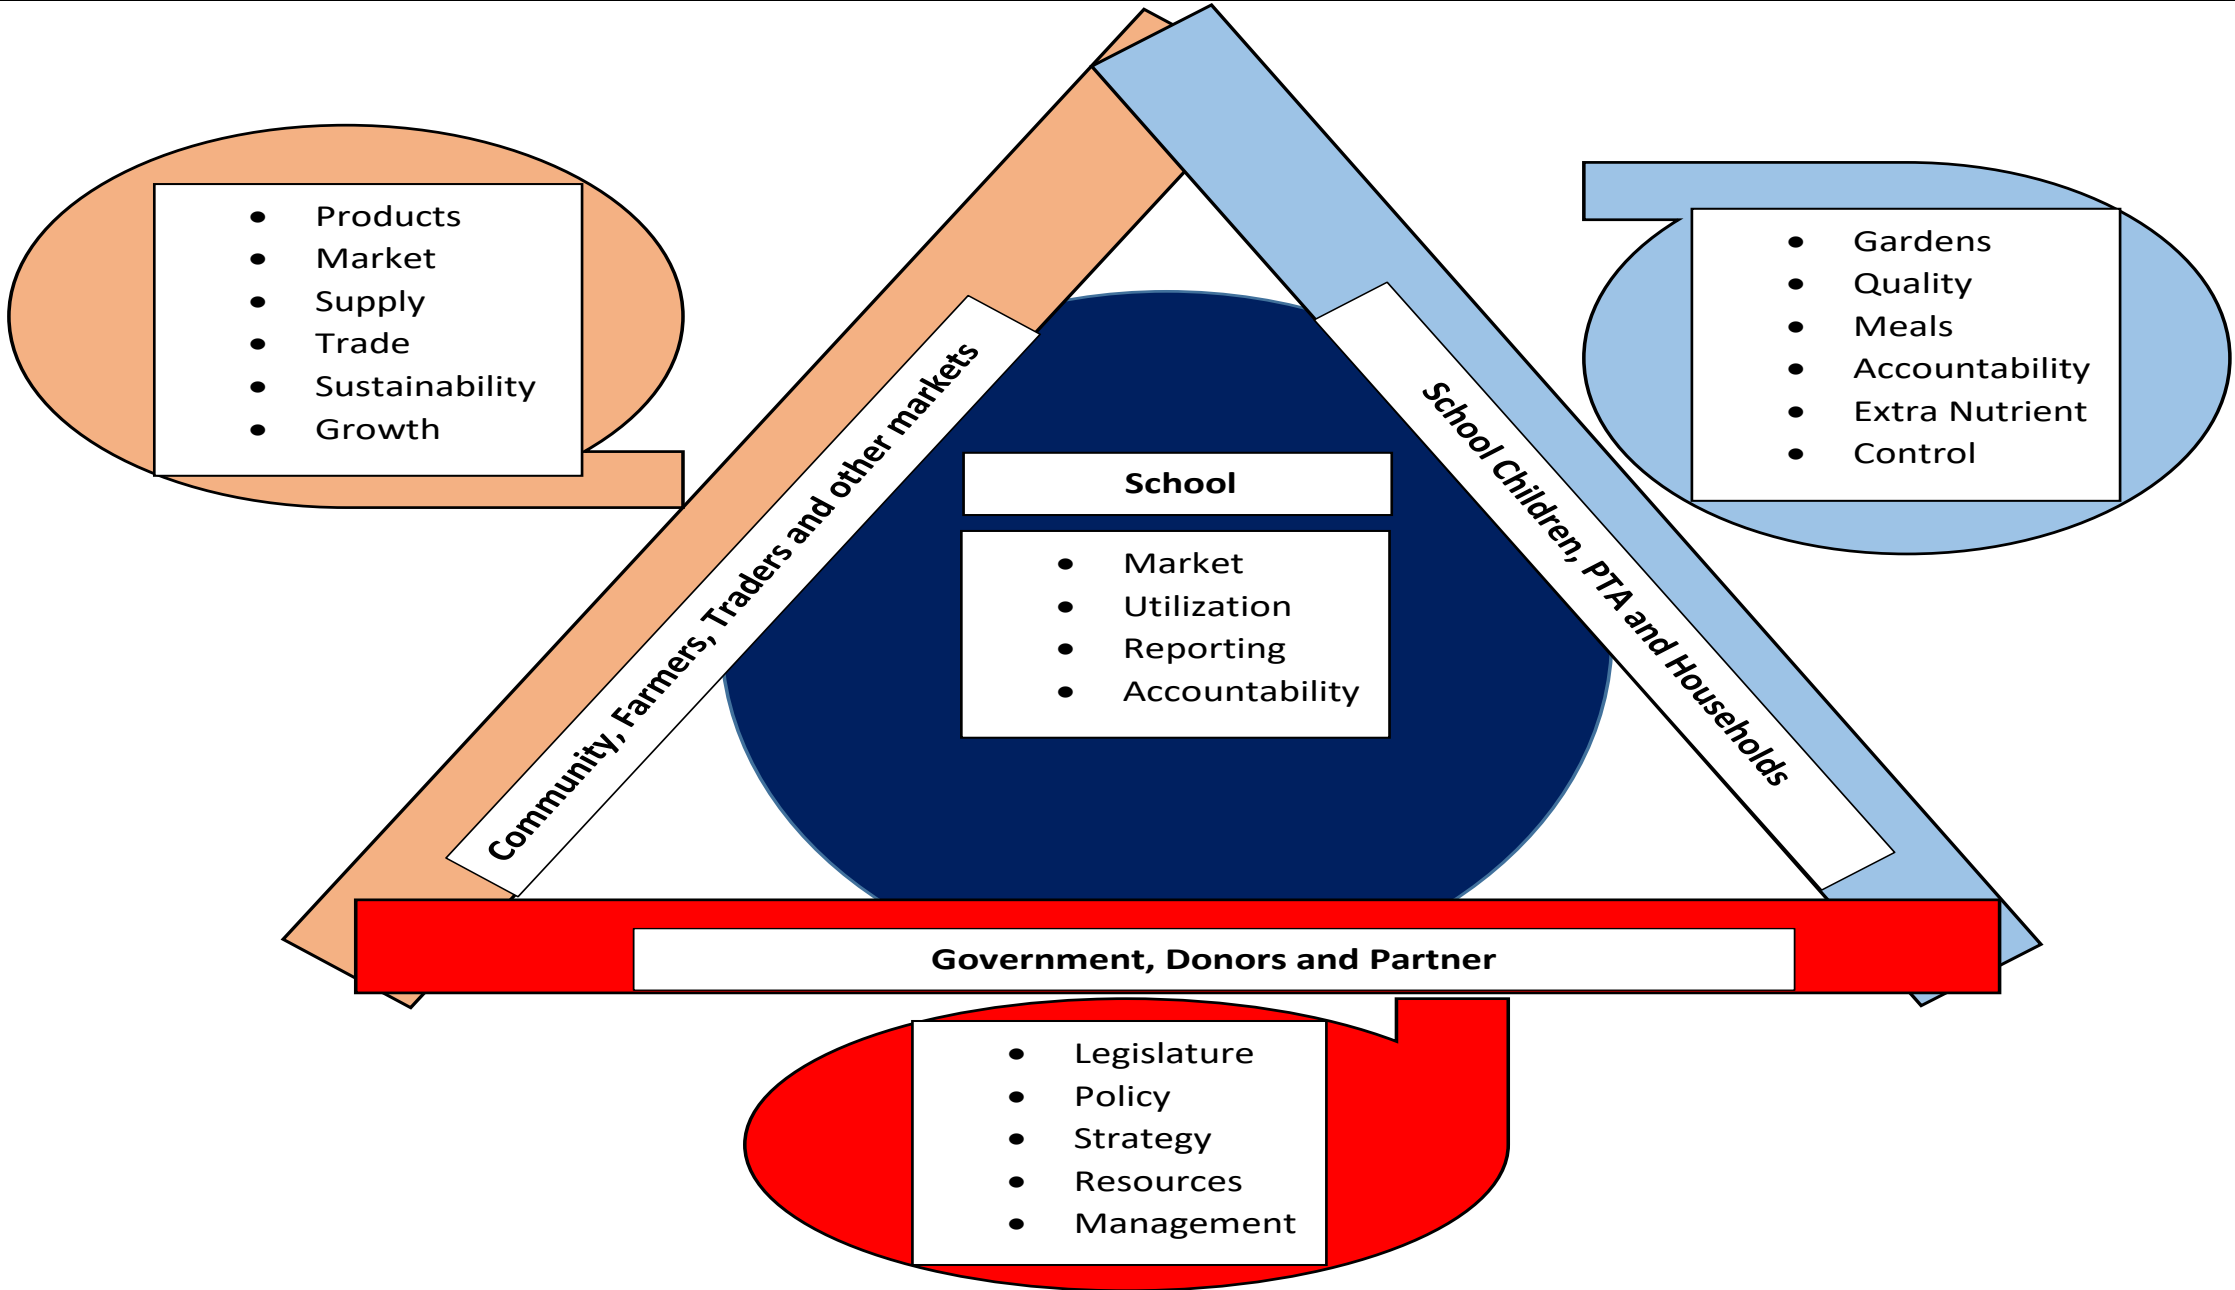 • Products
• Market
• Supply
• Trade
• Sustainability
• Growth
Community, Farmers, Traders and other markets
School
• Market
• Utilization
• Reporting
• Accountability
School Children, PTA and Households
• Gardens
• Quality
• Meals
• Accountability
• Extra Nutrient
• Control
Government, Donors and Partner
• Legislature
• Policy
• Strategy
• Resources
• Management